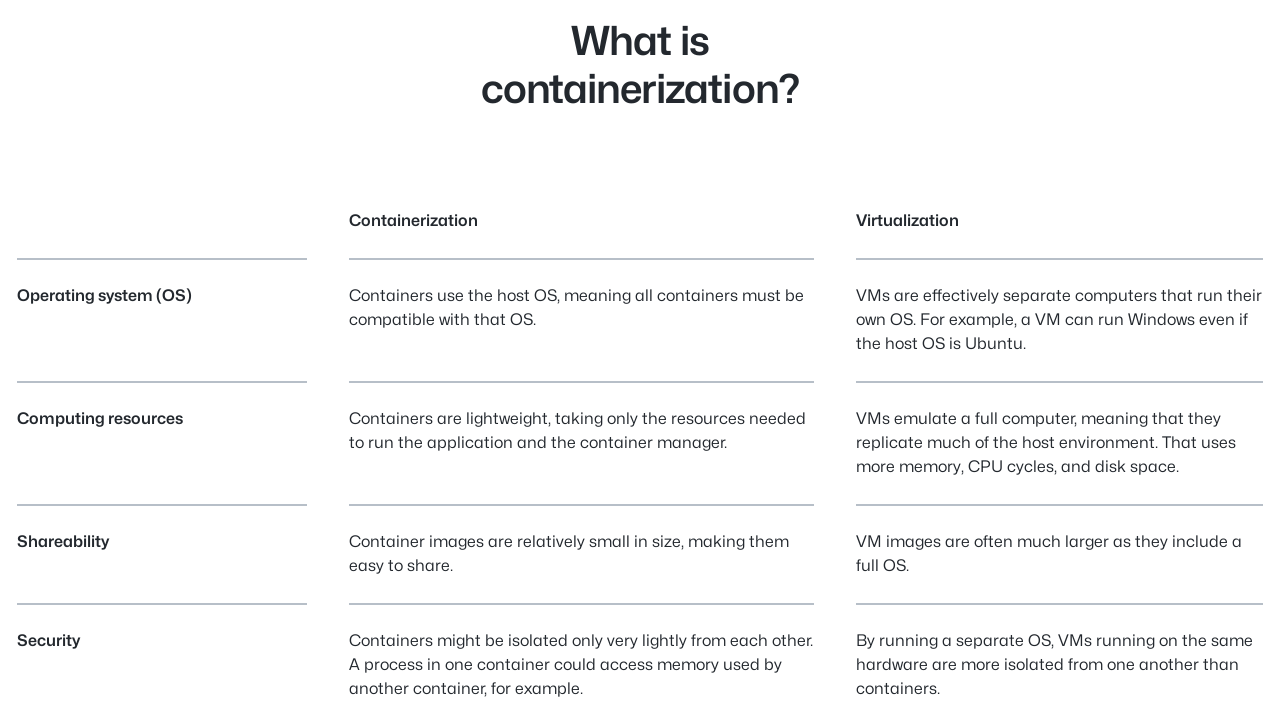 What is
containerization?
Containerization
Virtualization
Operating system (OS)
Containers use the host OS, meaning all containers must be
compatible with that OS.
VMs are effectively separate computers that run their
own OS. For example, a VM can run Windows even if
the host OS is Ubuntu.
Computing resources
Containers are lightweight, taking only the resources needed
to run the application and the container manager.
VMs emulate a full computer, meaning that they
replicate much of the host environment. That uses
more memory, CPU cycles, and disk space.
Shareability
Container images are relatively small in size, making them
easy to share.
VM images are often much larger as they include a
full OS.
Security
Containers might be isolated only very lightly from each other.
A process in one container could access memory used by
another container, for example.
By running a separate OS, VMs running on the same
hardware are more isolated from one another than
containers.